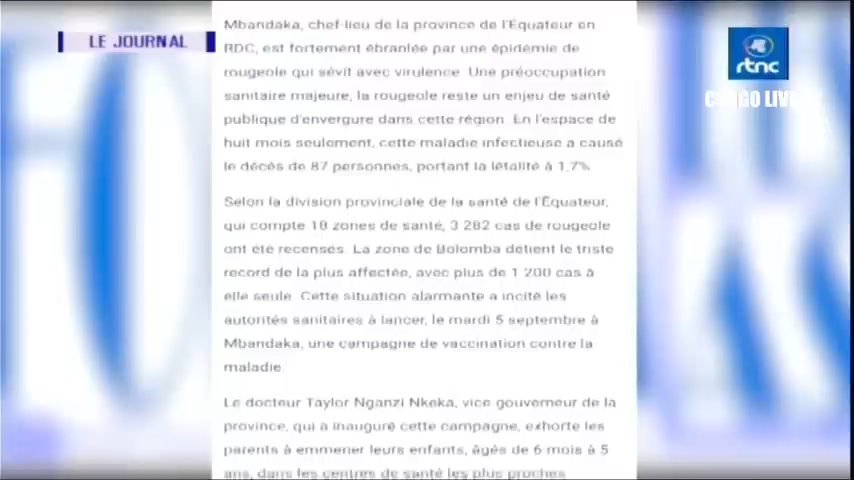 LE JOURNAL
rtnc
CONGO LIVE
Mbandaka, chef-lieu de la province de l'Équateur en
RDC, est fortement ébranlée par une épidémie de
rougeole qui sévit avec virulence. Une préoccupation
sanitaire majeure, la rougeole reste un enjeu de santé
publique d'envergure dans cette région. En l'espace de
huit mois seulement, cette maladie infectieuse a causé
le décès de 87 personnes, portant la létalité à 1,7%.
Selon la division provinciale de la santé de l'Équateur,
qui compte 18 zones de santé, 3 282 cas de rougeole
ont été recensés. La zone de Bolomba détient le triste
record de la plus affectée, avec plus de 1 200 cas à
elle seule. Cette situation alarmante a incité les
autorités sanitaires à lancer, le mardi 5 septembre à
Mbandaka, une campagne de vaccination contre la
maladie.
Le docteur Taylor Nganzi Nkeka, vice gouverneur de la
province, qui a inauguré cette campagne, exhorte les
parents à emmener leurs enfants, âgés de 6 mois à 5
ans, dans les centres de santé les plus proches